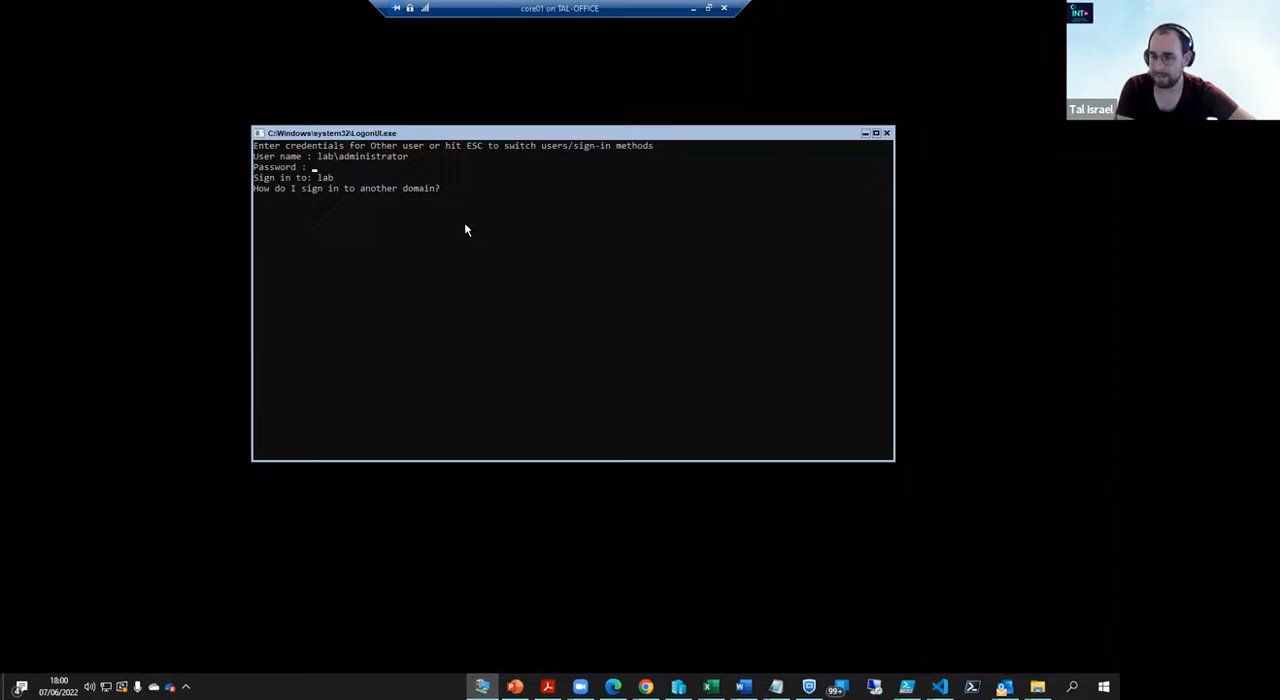 core01 on TAL-OFFICE
INT
Tal Israel
C:\Windows\system32\LogonUI.exe
Enter credentials for Other user or hit ESC to switch users/sign-in methods
User name : lab\administrator
Password :
Sign in to: lab
How do I sign in to another domain?
18:00
07/06/2022
99+